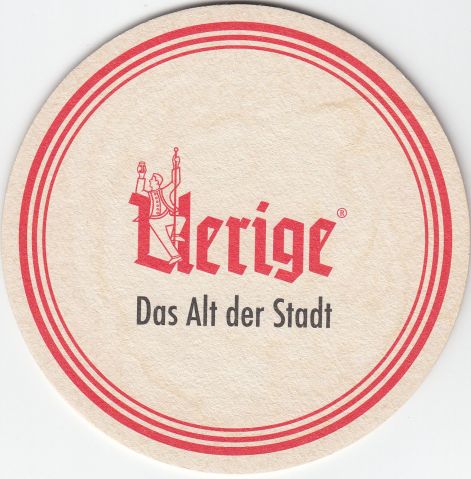 Uerige®
Das Alt der Stadt